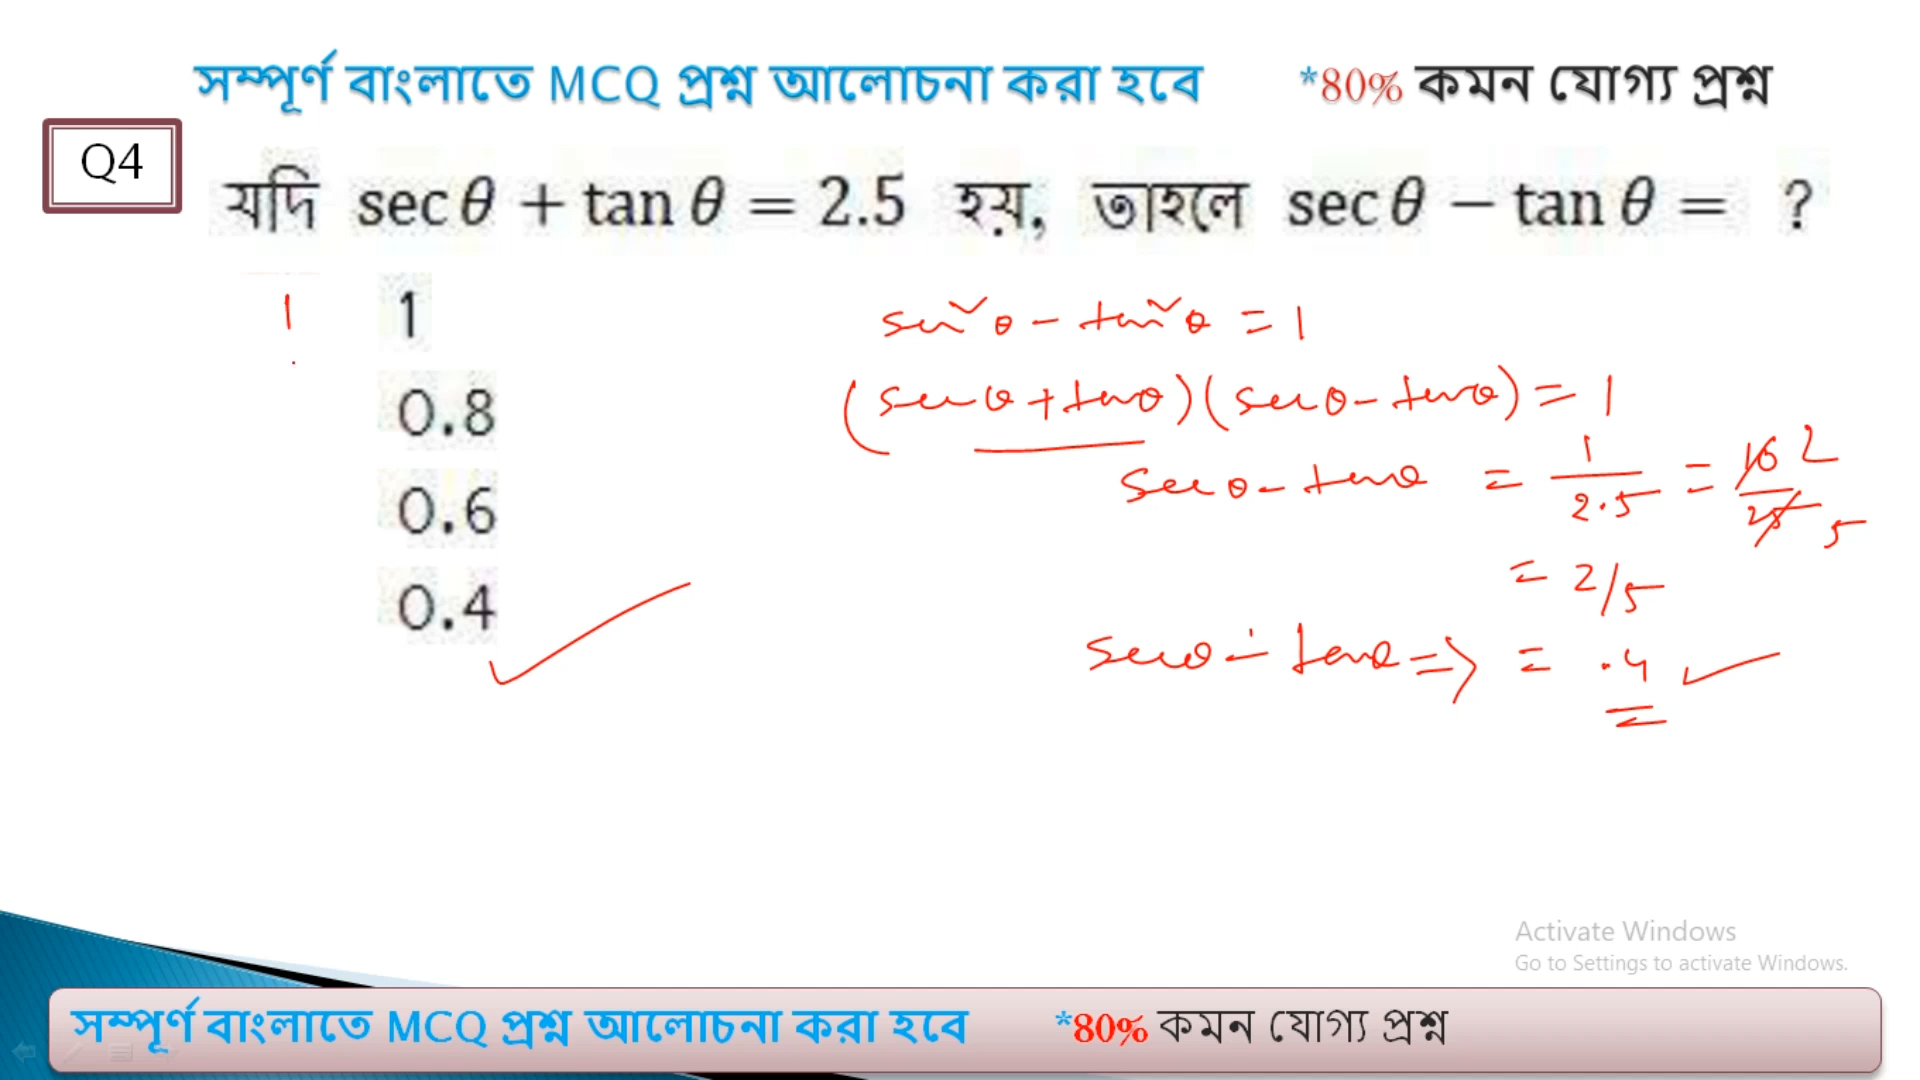 সম্পূর্ণ বাংলাতে MCQ প্রশ্ন আলোচনা করা হবে *80% কমন যোগ্য প্রশ্ন
Q4
যদি sec θ + tan θ = 2.5 হয়, তাহলে sec θ − tan θ = ?
1 1
0.8
0.6
0.4
sec²θ - tan²θ = 1
(secθ + tanθ)(secθ - tanθ) = 1
secθ - tanθ = 1/2.5 = 10/25 2/5
= 2/5
secθ - tanθ => = .4
Activate Windows
Go to Settings to activate Windows.
সম্পূর্ণ বাংলাতে MCQ প্রশ্ন আলোচনা করা হবে *80% কমন যোগ্য প্রশ্ন